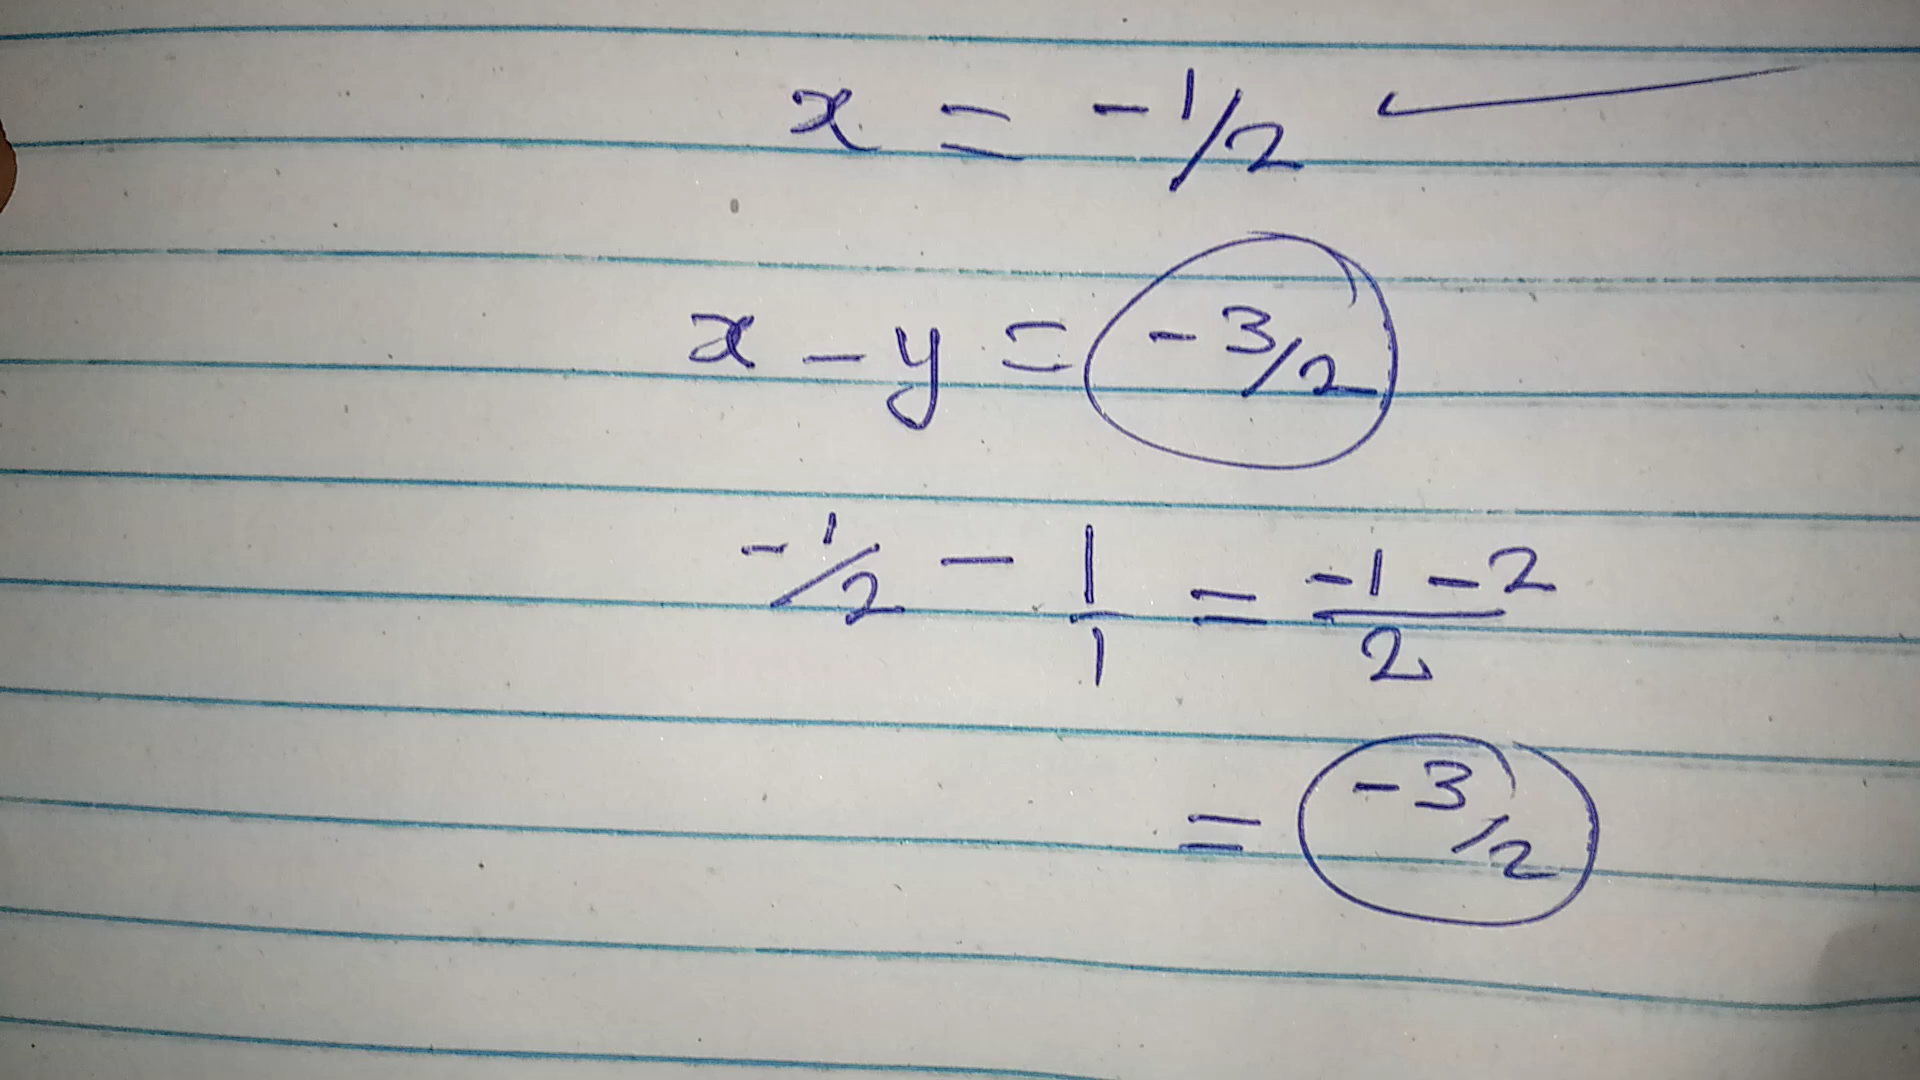 x = -1/2 ✓
x - y = -3/2
-1/2 - 1/1 = (-1-2)/2
= -3/2